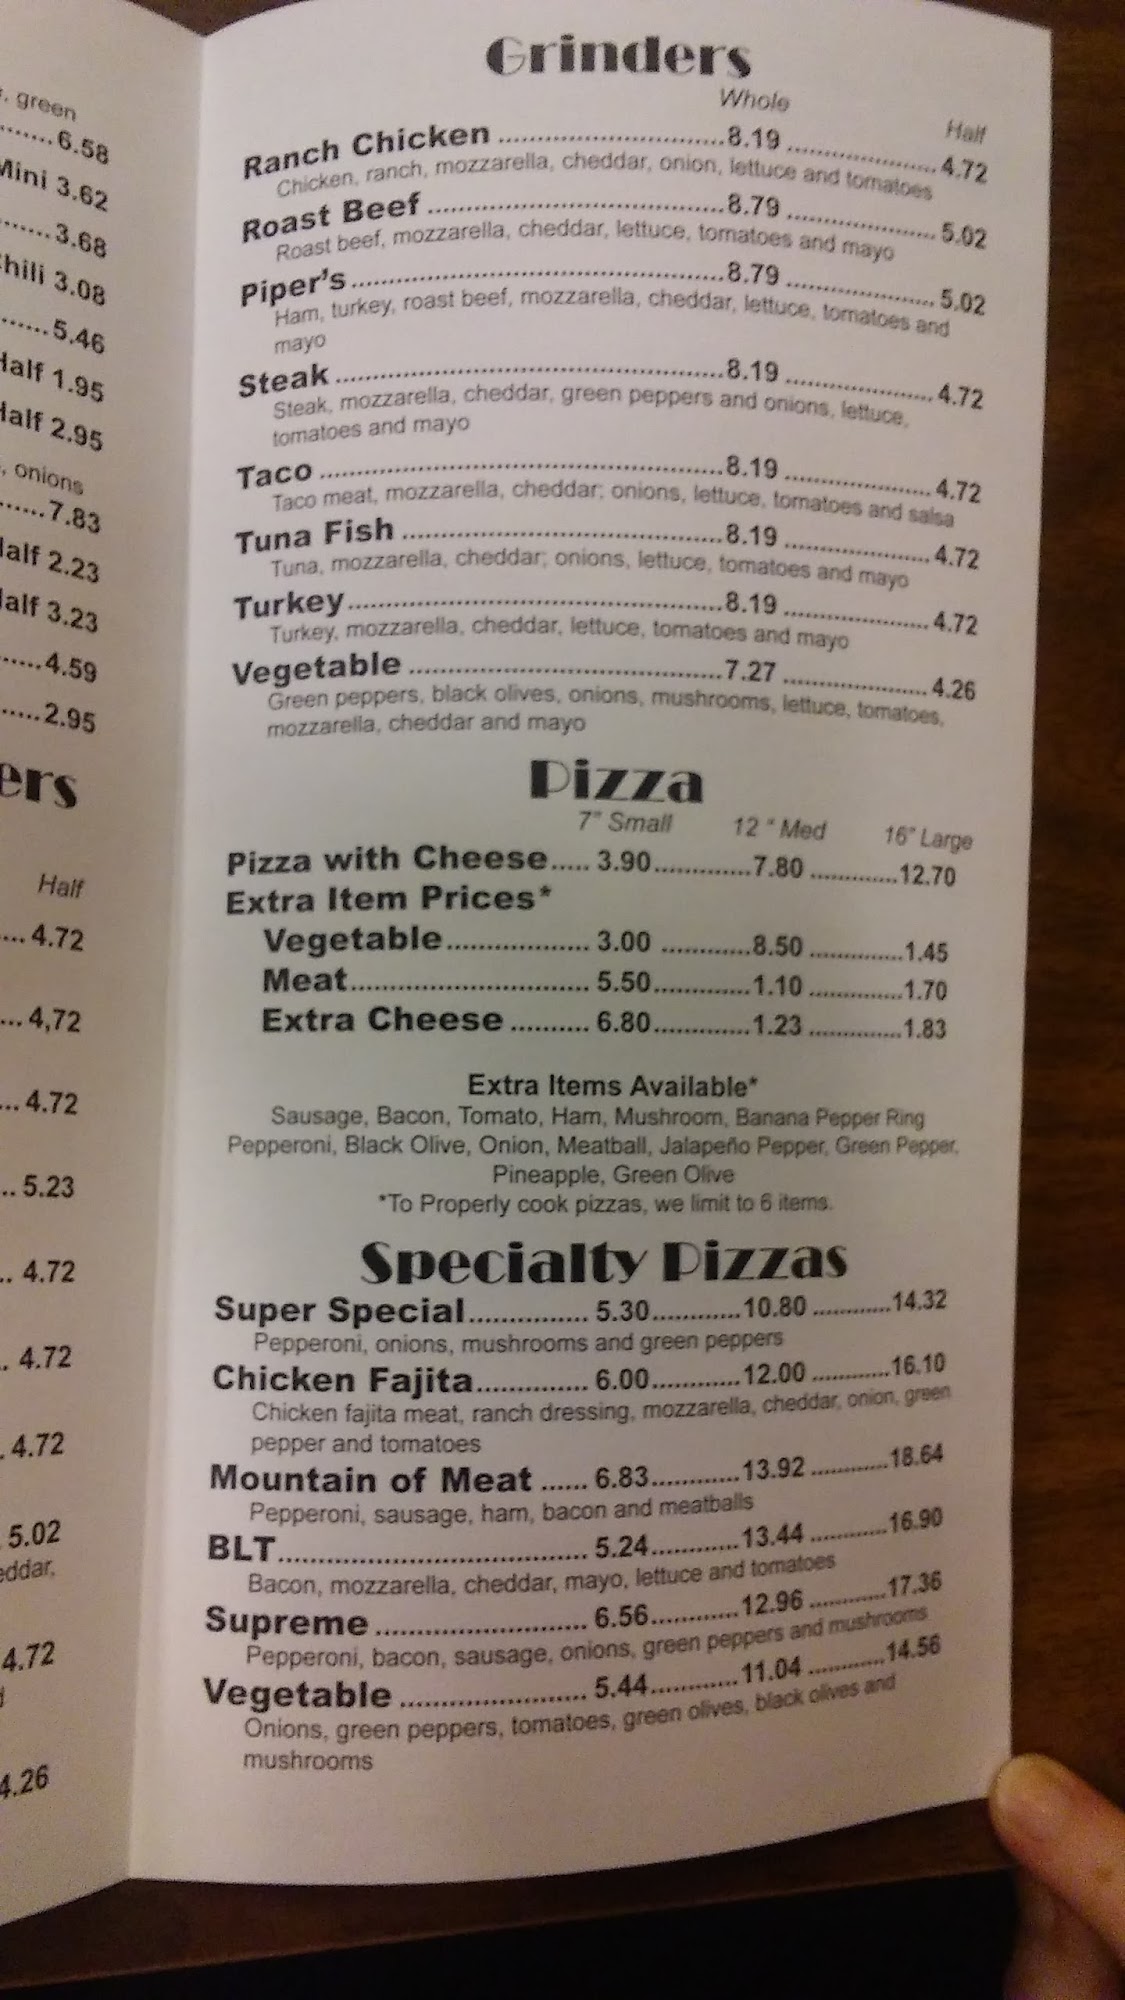 , green
......6.58
Mini 3.62
......3.68
hili 3.08
......5.46
Half 1.95
Half 2.95
, onions
......7.83
Half 2.23
Half 3.23
......4.59
......2.95
ers
Half
... 4.72
... 4,72
... 4.72
.. 5.23
.. 4.72
. 4.72
. 4.72
. 5.02
eddar,
4.72
4.26
Grinders
Whole Half
Ranch Chicken ........ 8.19 ........ 4.72
Chicken, ranch, mozzarella, cheddar, onion, lettuce and tomatoes
Roast Beef ........ 8.79 ........ 5.02
Roast beef, mozzarella, cheddar, lettuce, tomatoes and mayo
Piper's ........ 8.79 ........ 5.02
Ham, turkey, roast beef, mozzarella, cheddar, lettuce, tomatoes and
mayo
Steak ........ 8.19 ........ 4.72
Steak, mozzarella, cheddar, green peppers and onions, lettuce,
tomatoes and mayo
Taco ........ 8.19 ........ 4.72
Taco meat, mozzarella, cheddar; onions, lettuce, tomatoes and salsa
Tuna Fish ........ 8.19 ........ 4.72
Tuna, mozzarella, cheddar; onions, lettuce, tomatoes and mayo
Turkey ........ 8.19 ........ 4.72
Turkey, mozzarella, cheddar, lettuce, tomatoes and mayo
Vegetable ........ 7.27 ........ 4.26
Green peppers, black olives, onions, mushrooms, lettuce, tomatoes,
mozzarella, cheddar and mayo
Pizza
7" Small 12 " Med 16" Large
Pizza with Cheese ..... 3.90 ........ 7.80 ........ 12.70
Extra Item Prices*
Vegetable ........ 3.00 ........ 8.50 ........ 1.45
Meat ........ 5.50 ........ 1.10 ........ 1.70
Extra Cheese ........ 6.80 ........ 1.23 ........ 1.83
Extra Items Available*
Sausage, Bacon, Tomato, Ham, Mushroom, Banana Pepper Ring
Pepperoni, Black Olive, Onion, Meatball, Jalapeño Pepper, Green Pepper,
Pineapple, Green Olive
*To Properly cook pizzas, we limit to 6 items.
Specialty Pizzas
Super Special ........ 5.30 ........ 10.80 ........ 14.32
Pepperoni, onions, mushrooms and green peppers
Chicken Fajita ........ 6.00 ........ 12.00 ........ 16.10
Chicken fajita meat, ranch dressing, mozzarella, cheddar, onion, green
pepper and tomatoes
Mountain of Meat ...... 6.83 ........ 13.92 ........ 18.64
Pepperoni, sausage, ham, bacon and meatballs
BLT ........ 5.24 ........ 13.44 ........ 16.90
Bacon, mozzarella, cheddar, mayo, lettuce and tomatoes
Supreme ........ 6.56 ........ 12.96 ........ 17.36
Pepperoni, bacon, sausage, onions, green peppers and mushrooms
Vegetable ........ 5.44 ........ 11.04 ........ 14.56
Onions, green peppers, tomatoes, green olives, black olives and
mushrooms